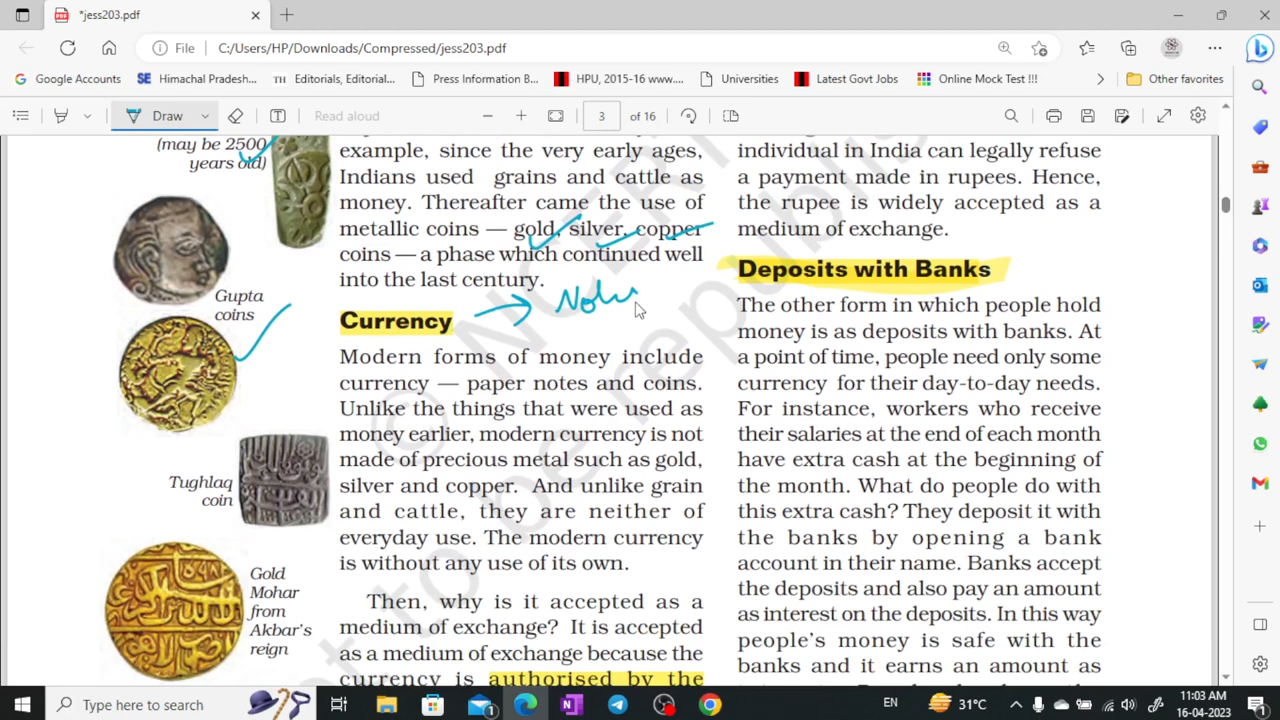 *jess203.pdf
File
C:/Users/HP/Downloads/Compressed/jess203.pdf
Google Accounts
SE Himachal Pradesh...
TH Editorials, Editorial...
Press Information B...
HPU, 2015-16 www....
Universities
Latest Govt Jobs
Online Mock Test !!!
Other favorites
Draw
Read aloud
3 of 16
(may be 2500
years old)
Gupta
coins
Tughlaq
coin
Gold
Mohar
from
Akbar's
reign
example, since the very early ages,
Indians used grains and cattle as
money. Thereafter came the use of
metallic coins — gold, silver, copper
coins — a phase which continued well
into the last century.
Currency
Modern forms of money include
currency — paper notes and coins.
Unlike the things that were used as
money earlier, modern currency is not
made of precious metal such as gold,
silver and copper. And unlike grain
and cattle, they are neither of
everyday use. The modern currency
is without any use of its own.
Then, why is it accepted as a
medium of exchange? It is accepted
as a medium of exchange because the
currency is authorised by the
individual in India can legally refuse
a payment made in rupees. Hence,
the rupee is widely accepted as a
medium of exchange.
Deposits with Banks
The other form in which people hold
money is as deposits with banks. At
a point of time, people need only some
currency for their day-to-day needs.
For instance, workers who receive
their salaries at the end of each month
have extra cash at the beginning of
the month. What do people do with
this extra cash? They deposit it with
the banks by opening a bank
account in their name. Banks accept
the deposits and also pay an amount
as interest on the deposits. In this way
people's money is safe with the
banks and it earns an amount as
© NCERT
not to be republis
Type here to search
1
EN
31°C
11:03 AM
16-04-2023
1